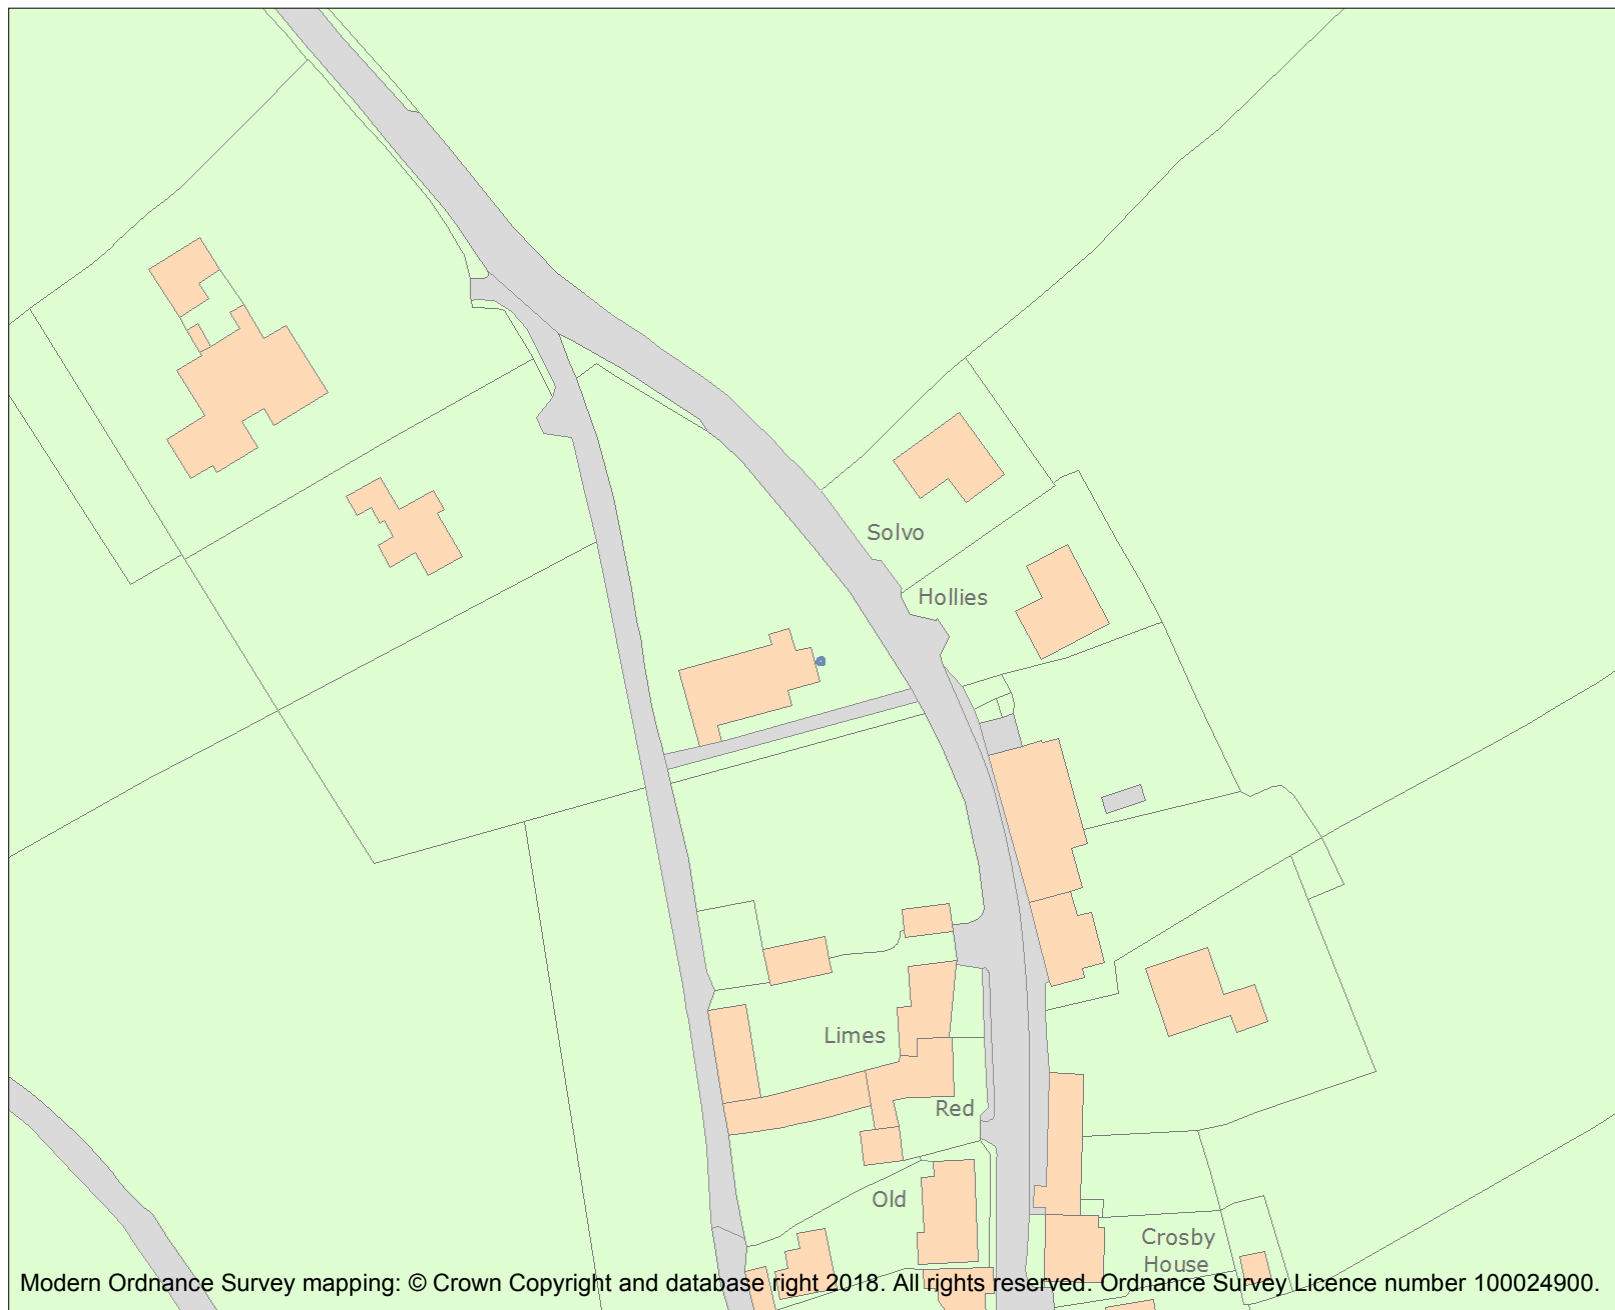 Solvo
Hollies
Limes
Red
Old
Crosby
House
Modern Ordnance Survey mapping: © Crown Copyright and database right 2018. All rights reserved. Ordnance Survey Licence number 100024900.